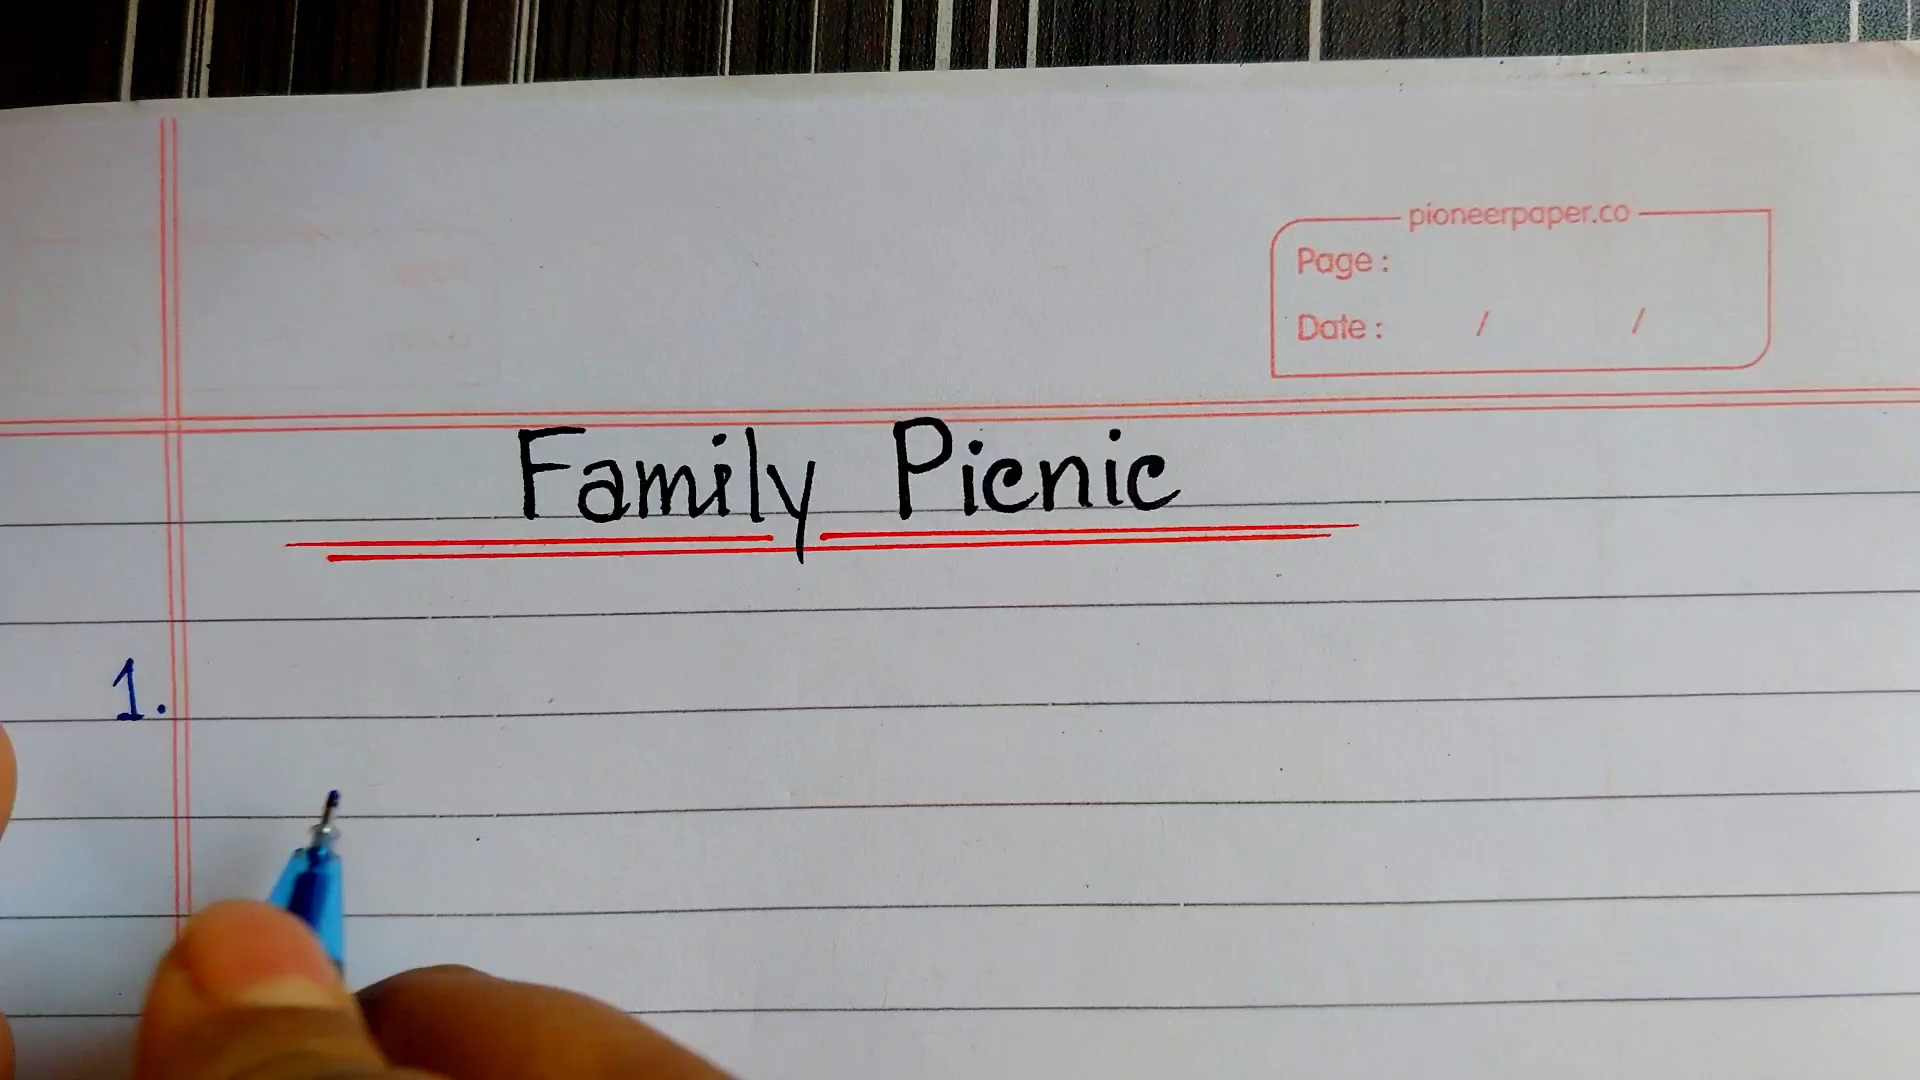 pioneerpaper.co
Page :
Date : / /
Family Picnic
1.